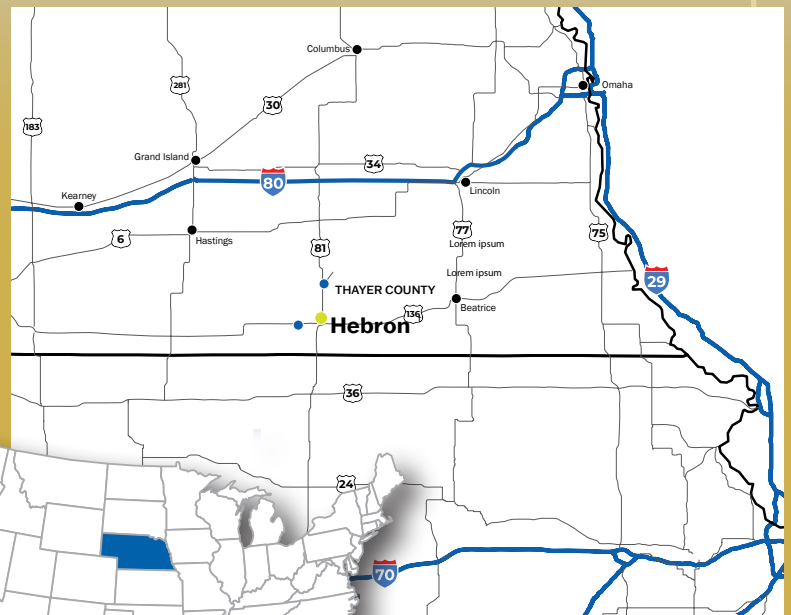 Columbus
Omaha
281
30
183
Grand Island
34
80
Lincoln
Kearney
77
6
Hastings
81
Lorem ipsum
75
Lorem ipsum
29
THAYER COUNTY
Beatrice
136
Hebron
36
24
70